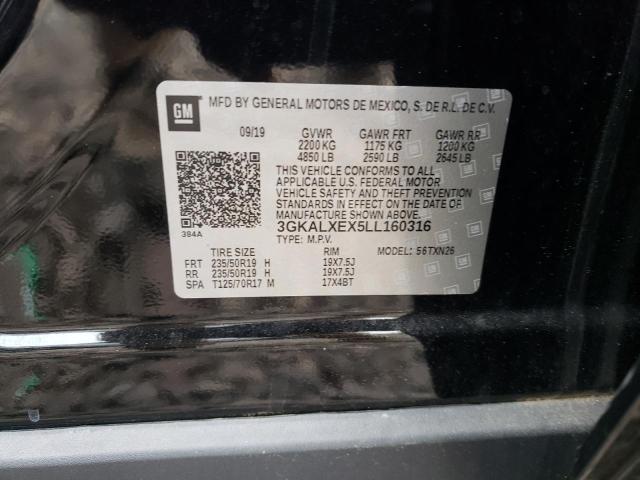 GM
MFD BY GENERAL MOTORS DE MEXICO, S. DE R.L. DE C.V.
09/19 GVWR GAWR FRT GAWR RR
2200 KG 1175 KG 1200 KG
4850 LB 2590 LB 2645 LB
THIS VEHICLE CONFORMS TO ALL
APPLICABLE U.S. FEDERAL MOTOR
VEHICLE SAFETY AND THEFT PREVENTION
STANDARDS IN EFFECT ON THE DATE OF
MANUFACTURE SHOWN ABOVE.
3GKALXEX5LL160316
384A
TYPE: M.P.V. MODEL: 56TXN26
TIRE SIZE RIM
FRT 235/50R19 H 19X7.5J
RR 235/50R19 H 19X7.5J
SPA T125/70R17 M 17X4BT